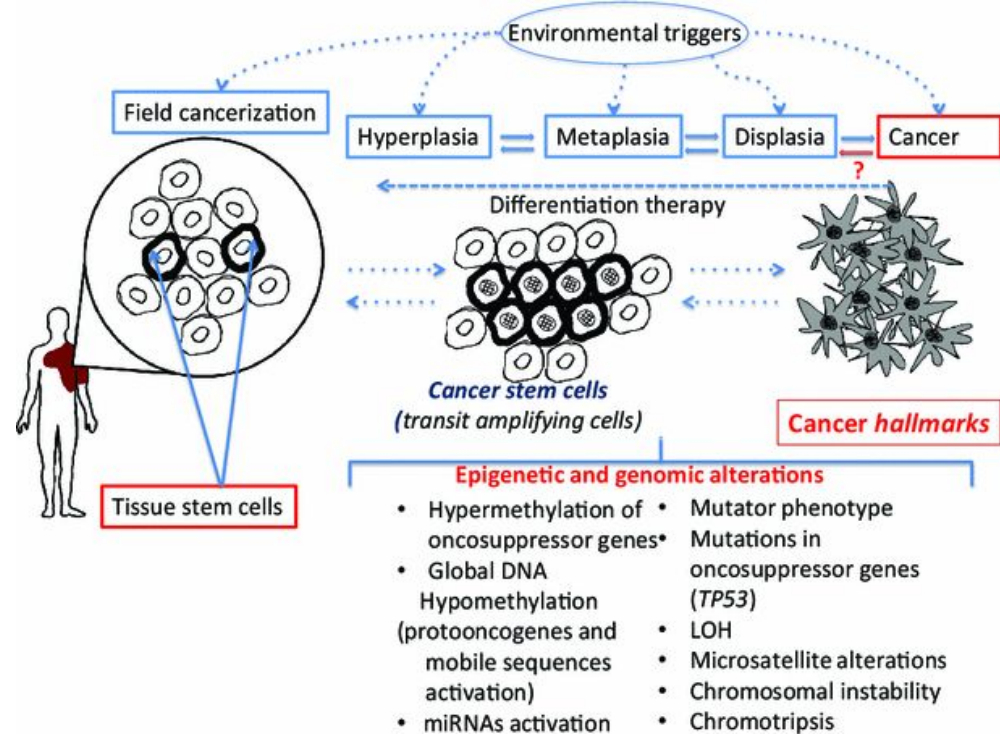 Environmental triggers
Field cancerization
Hyperplasia
Metaplasia
Displasia
Cancer
?
Differentiation therapy
Cancer stem cells
(transit amplifying cells)
Cancer hallmarks
Tissue stem cells
Epigenetic and genomic alterations
• Hypermethylation of
oncosuppressor genes
• Global DNA
Hypomethylation
(protooncogenes and
mobile sequences
activation)
• miRNAs activation
• Mutator phenotype
• Mutations in
oncosuppressor genes
(TP53)
• LOH
• Microsatellite alterations
• Chromosomal instability
• Chromotripsis